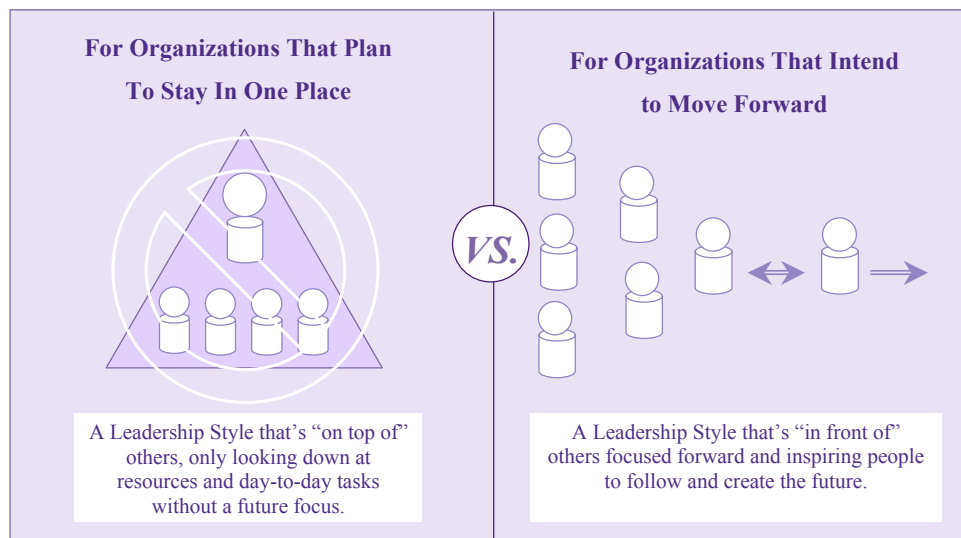 For Organizations That Plan
To Stay In One Place
A Leadership Style that’s “on top of”
others, only looking down at
resources and day-to-day tasks
without a future focus.
VS.
For Organizations That Intend
to Move Forward
A Leadership Style that’s “in front of”
others focused forward and inspiring people
to follow and create the future.